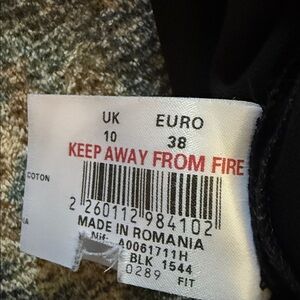 UK EURO
10 38
KEEP AWAY FROM FIRE
COTON
2 260112 984102
MADE IN ROMANIA
Nif: A0061711H
BLK 1544
0289 FIT